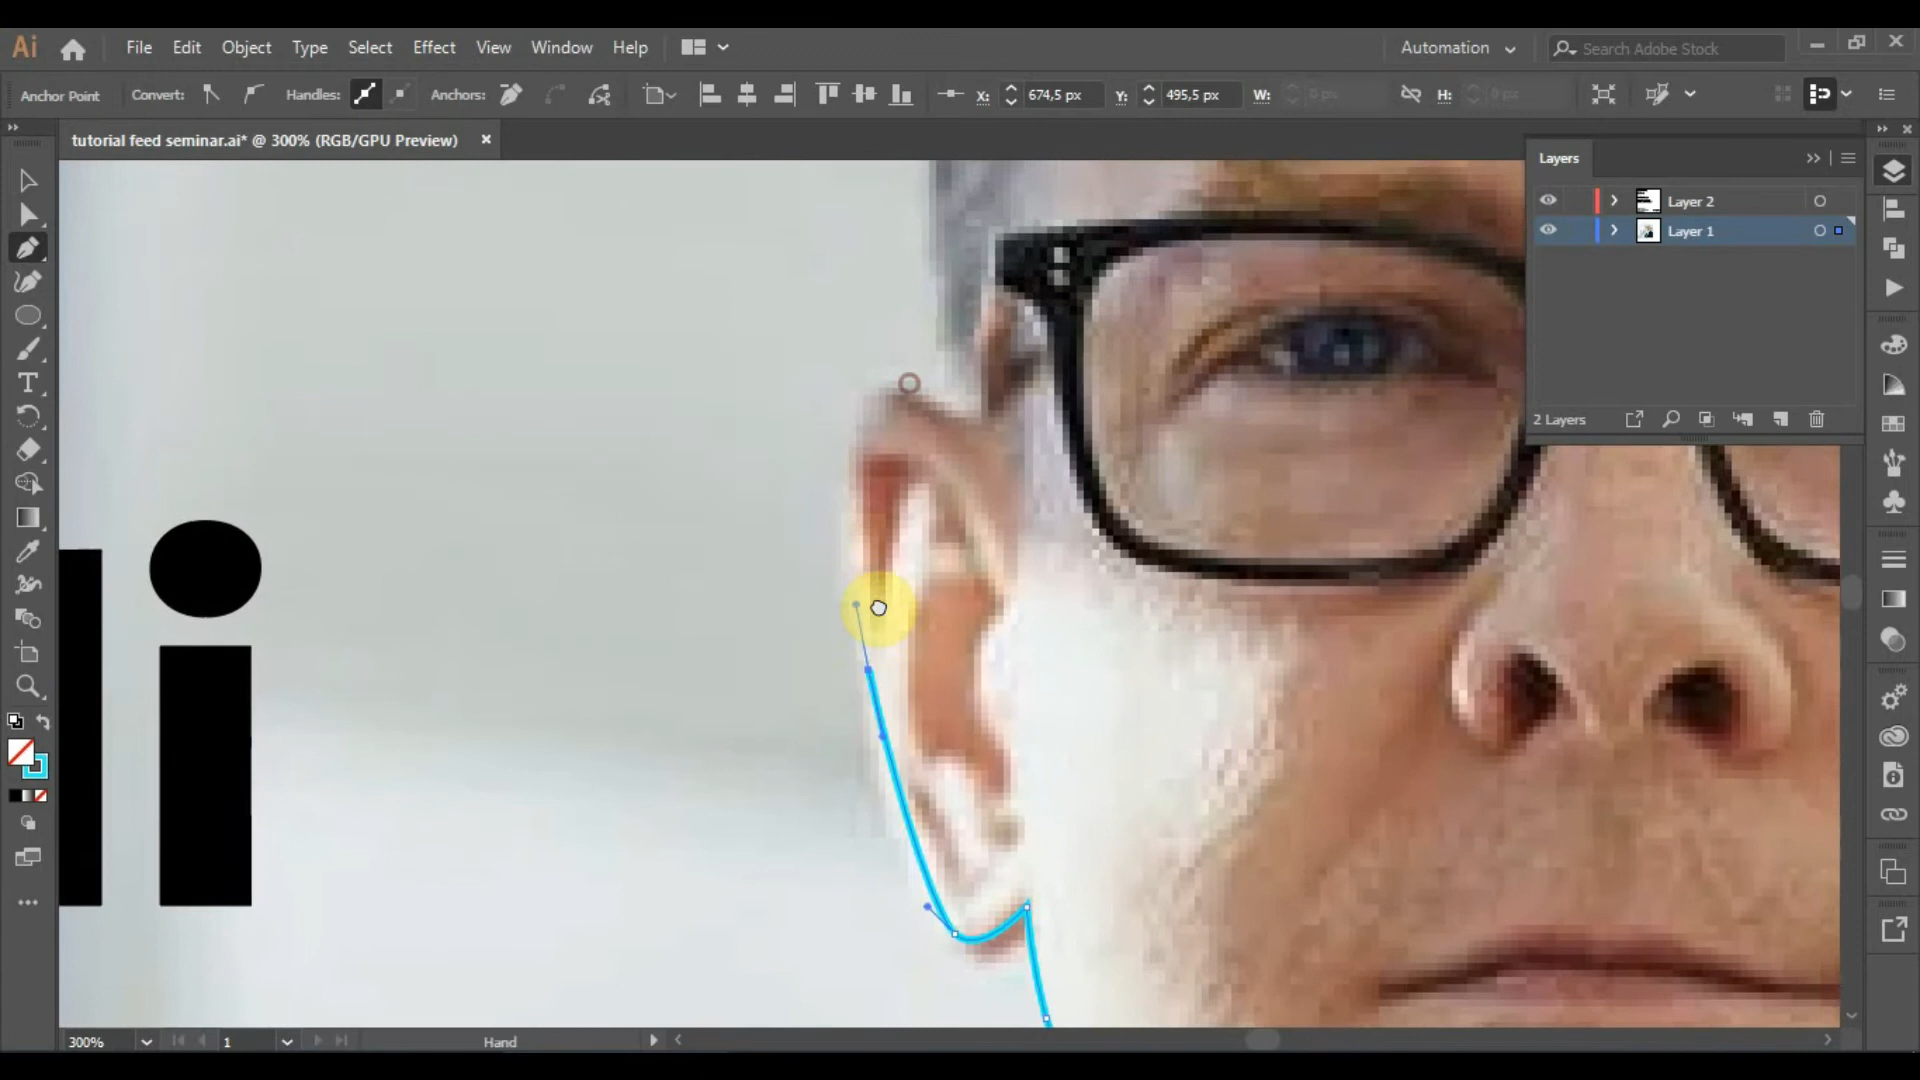 Ai File Edit Object Type Select Effect View Window Help Automation Search Adobe Stock
Anchor Point Convert: Handles: Anchors: X: 674,5 px Y: 495,5 px W: 0 px H: 0 px
tutorial feed seminar.ai* @ 300% (RGB/GPU Preview)
Layers
Layer 2
Layer 1
2 Layers
i
300% 1 Hand